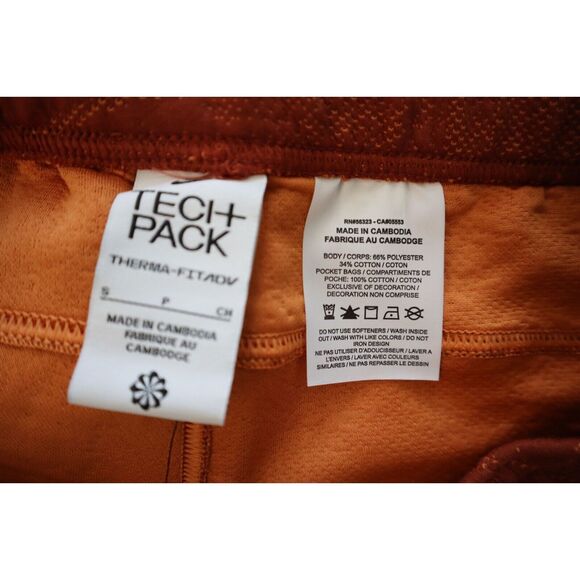 TECH
PACK
THERMA-FITADV
S P CH
MADE IN CAMBODIA
FABRIQUE AU
CAMBODGE
RN#56323 - CA#05553
MADE IN CAMBODIA
FABRIQUE AU CAMBODGE
BODY / CORPS: 66% POLYESTER
34% COTTON / COTON
POCKET BAGS / COMPARTIMENTS DE
POCHE: 100% COTTON / COTON
EXCLUSIVE OF DECORATION /
DECORATION NON COMPRISE
DO NOT USE SOFTENERS / WASH INSIDE
OUT / WASH WITH LIKE COLORS / DO NOT
IRON DESIGN
NE PAS UTILISER D'ADOUCISSEUR / LAVER A
L'ENVERS / LAVER AVEC COULEURS
SIMILAIRES / NE PAS REPASSER LE DESSIN